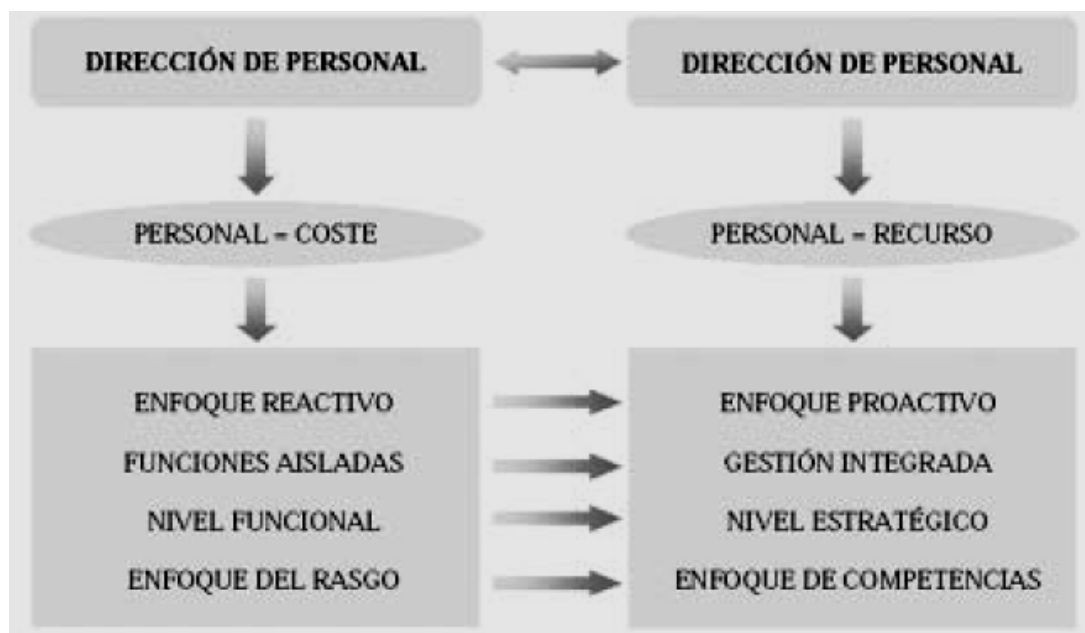 DIRECCIÓN DE PERSONAL
DIRECCIÓN DE PERSONAL
PERSONAL = COSTE
PERSONAL = RECURSO
ENFOQUE REACTIVO
ENFOQUE PROACTIVO
FUNCIONES AISLADAS
GESTIÓN INTEGRADA
NIVEL FUNCIONAL
NIVEL ESTRATÉGICO
ENFOQUE DEL RASGO
ENFOQUE DE COMPETENCIAS